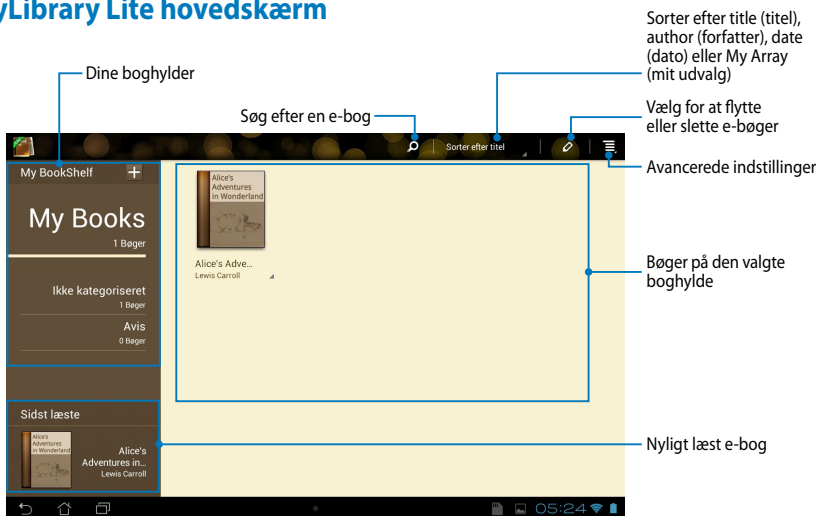 yLibrary Lite hovedskærm
Sorter efter title (titel),
author (forfatter), date
(dato) eller My Array
(mit udvalg)
Dine boghylder
Søg efter en e-bog
Vælg for at flytte
eller slette e-bøger
Avancerede indstillinger
Sorter efter titel
My BookShelf
My Books
1 Bøger
Ikke kategoriseret
1 Bøger
Avis
0 Bøger
Alice's
Adventures
in Wonderland
Alice's Adve...
Lewis Carroll
Bøger på den valgte
boghylde
Sidst læste
Alice's
Adventures
in Wonderland
Alice's
Adventures in...
Lewis Carroll
Nyligt læst e-bog
05:24